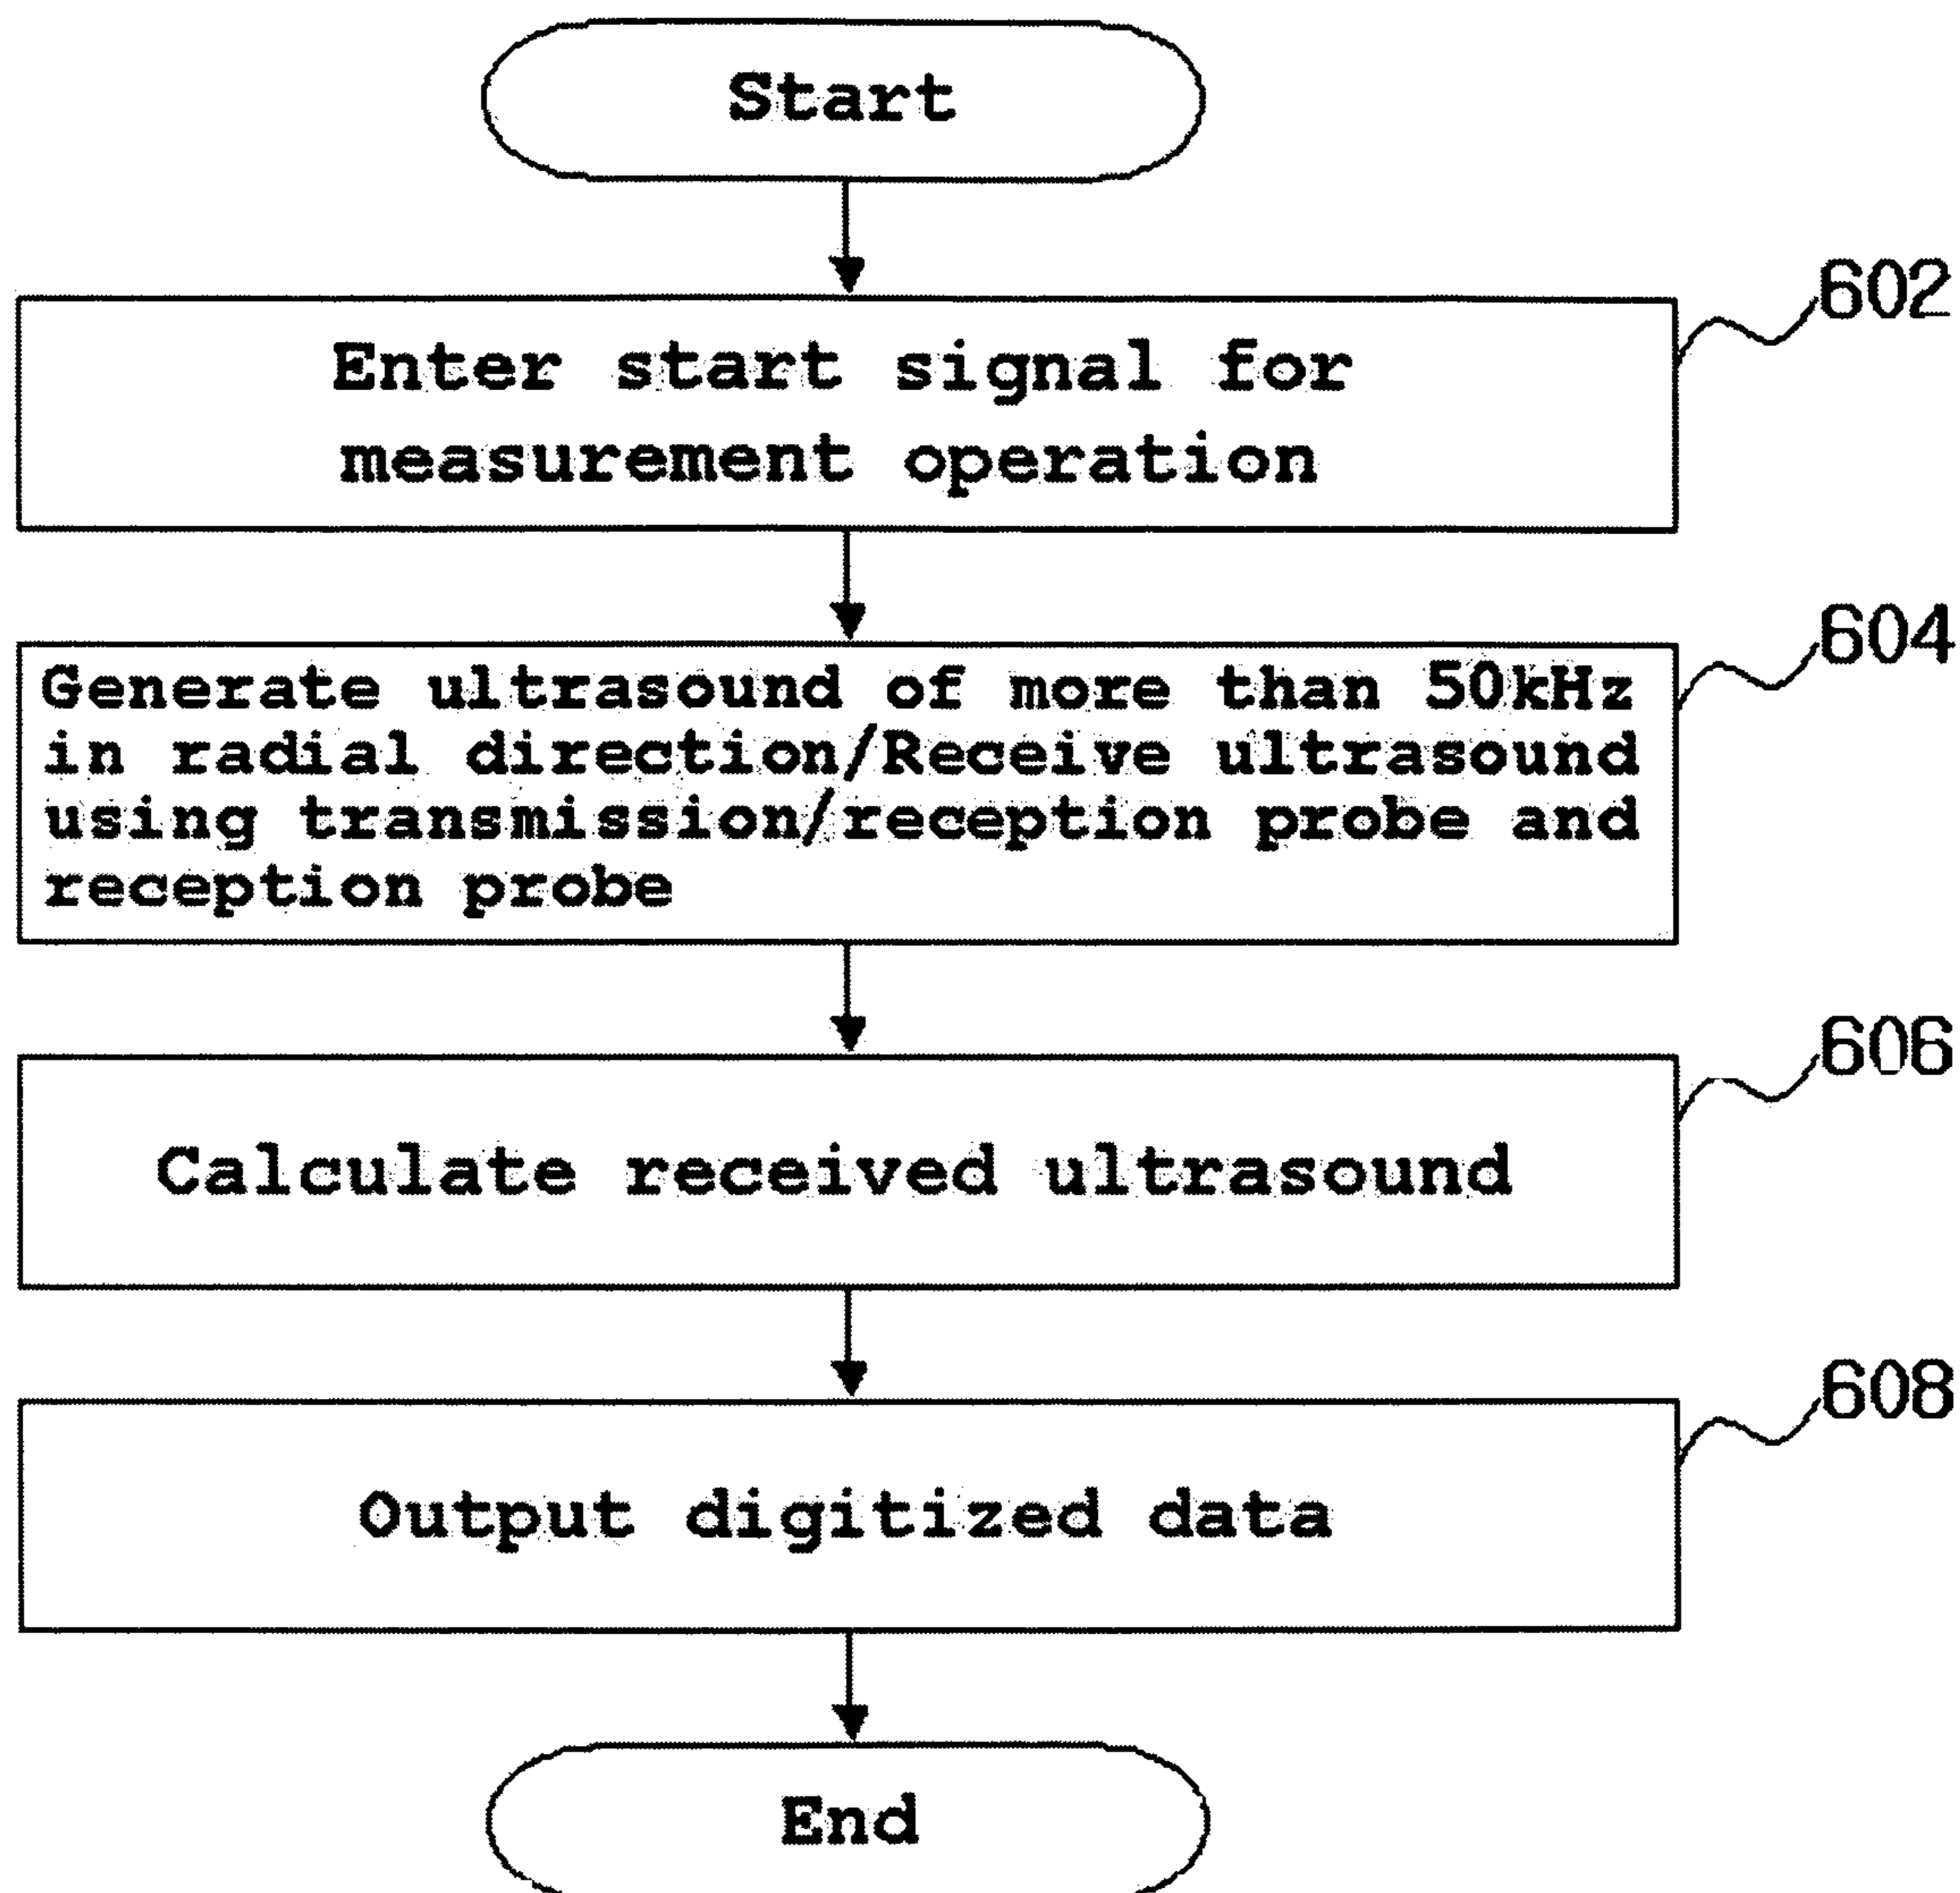 Start
602
Enter start signal for
measurement operation
604
Generate ultrasound of more than 50kHz
in radial direction/Receive ultrasound
using transmission/reception probe and
reception probe
606
Calculate received ultrasound
608
Output digitized data
End